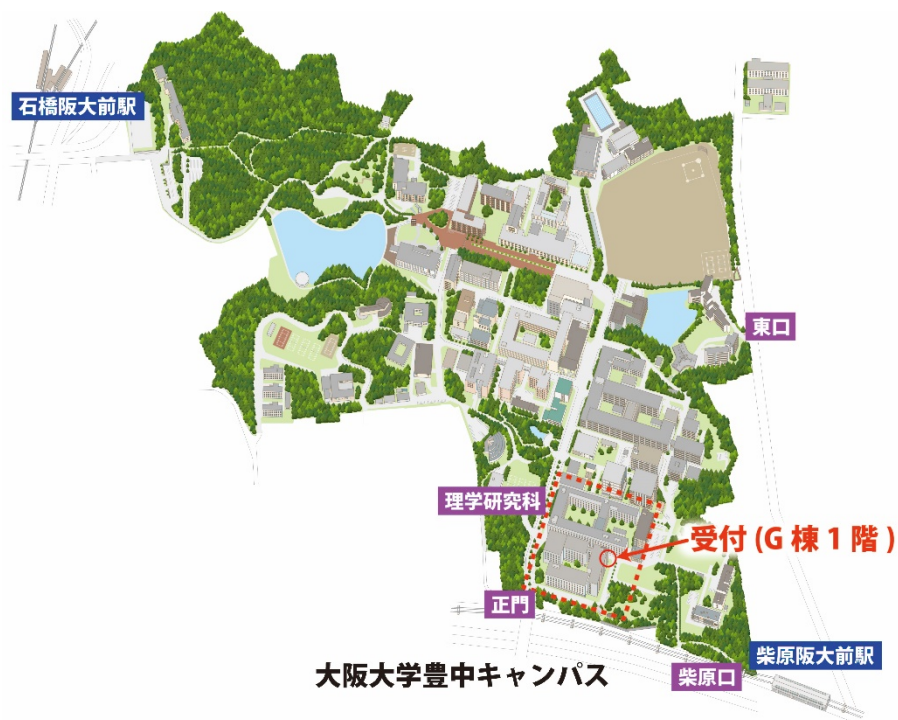 石橋阪大前駅
東口
理学研究科
受付 (G 棟 1 階 )
正門
柴原阪大前駅
大阪大学豊中キャンパス
柴原口